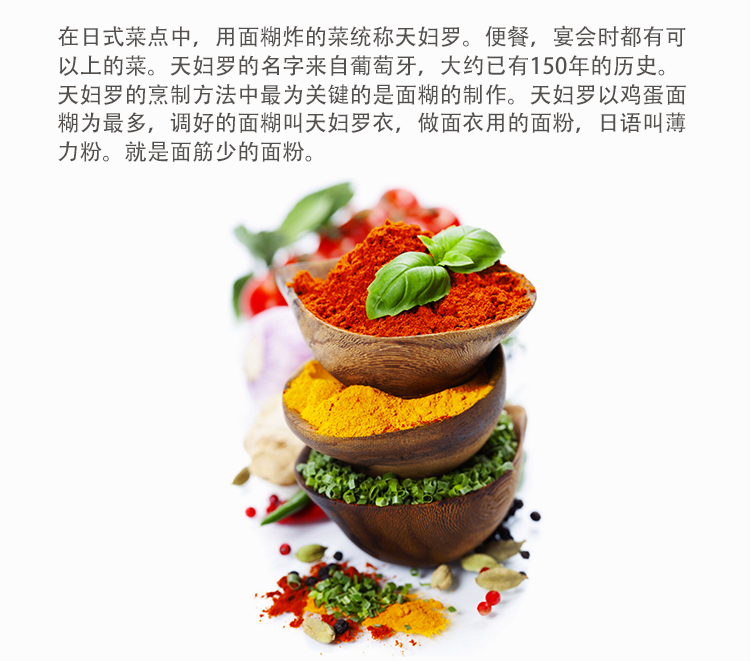 在日式菜点中，用面糊炸的菜统称天妇罗。便餐，宴会时都有可
以上的菜。天妇罗的名字来自葡萄牙，大约已有150年的历史。
天妇罗的烹制方法中最为关键的是面糊的制作。天妇罗以鸡蛋面
糊为最多，调好的面糊叫天妇罗衣，做面衣用的面粉，日语叫薄
力粉。就是面筋少的面粉。